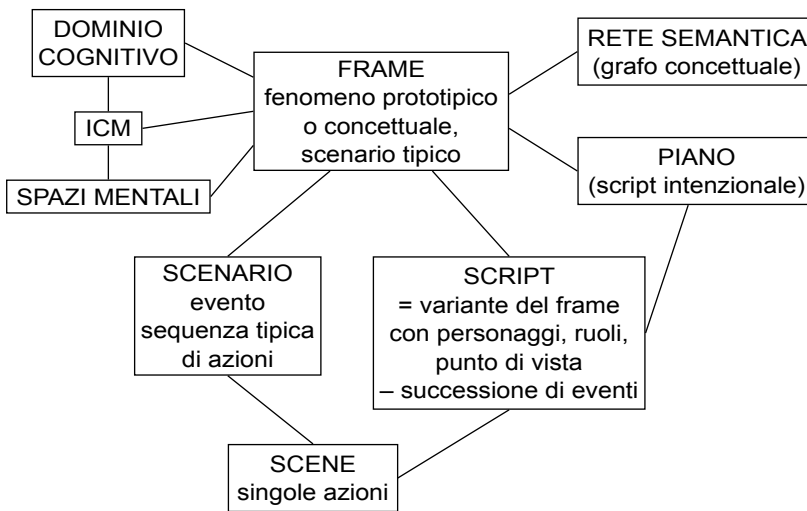 DOMINIO
COGNITIVO
ICM
SPAZI MENTALI
FRAME
fenomeno prototipico
o concettuale,
scenario tipico
RETE SEMANTICA
(grafo concettuale)
PIANO
(script intenzionale)
SCENARIO
evento
sequenza tipica
di azioni
SCRIPT
= variante del frame
con personaggi, ruoli,
punto di vista
– successione di eventi
SCENE
singole azioni